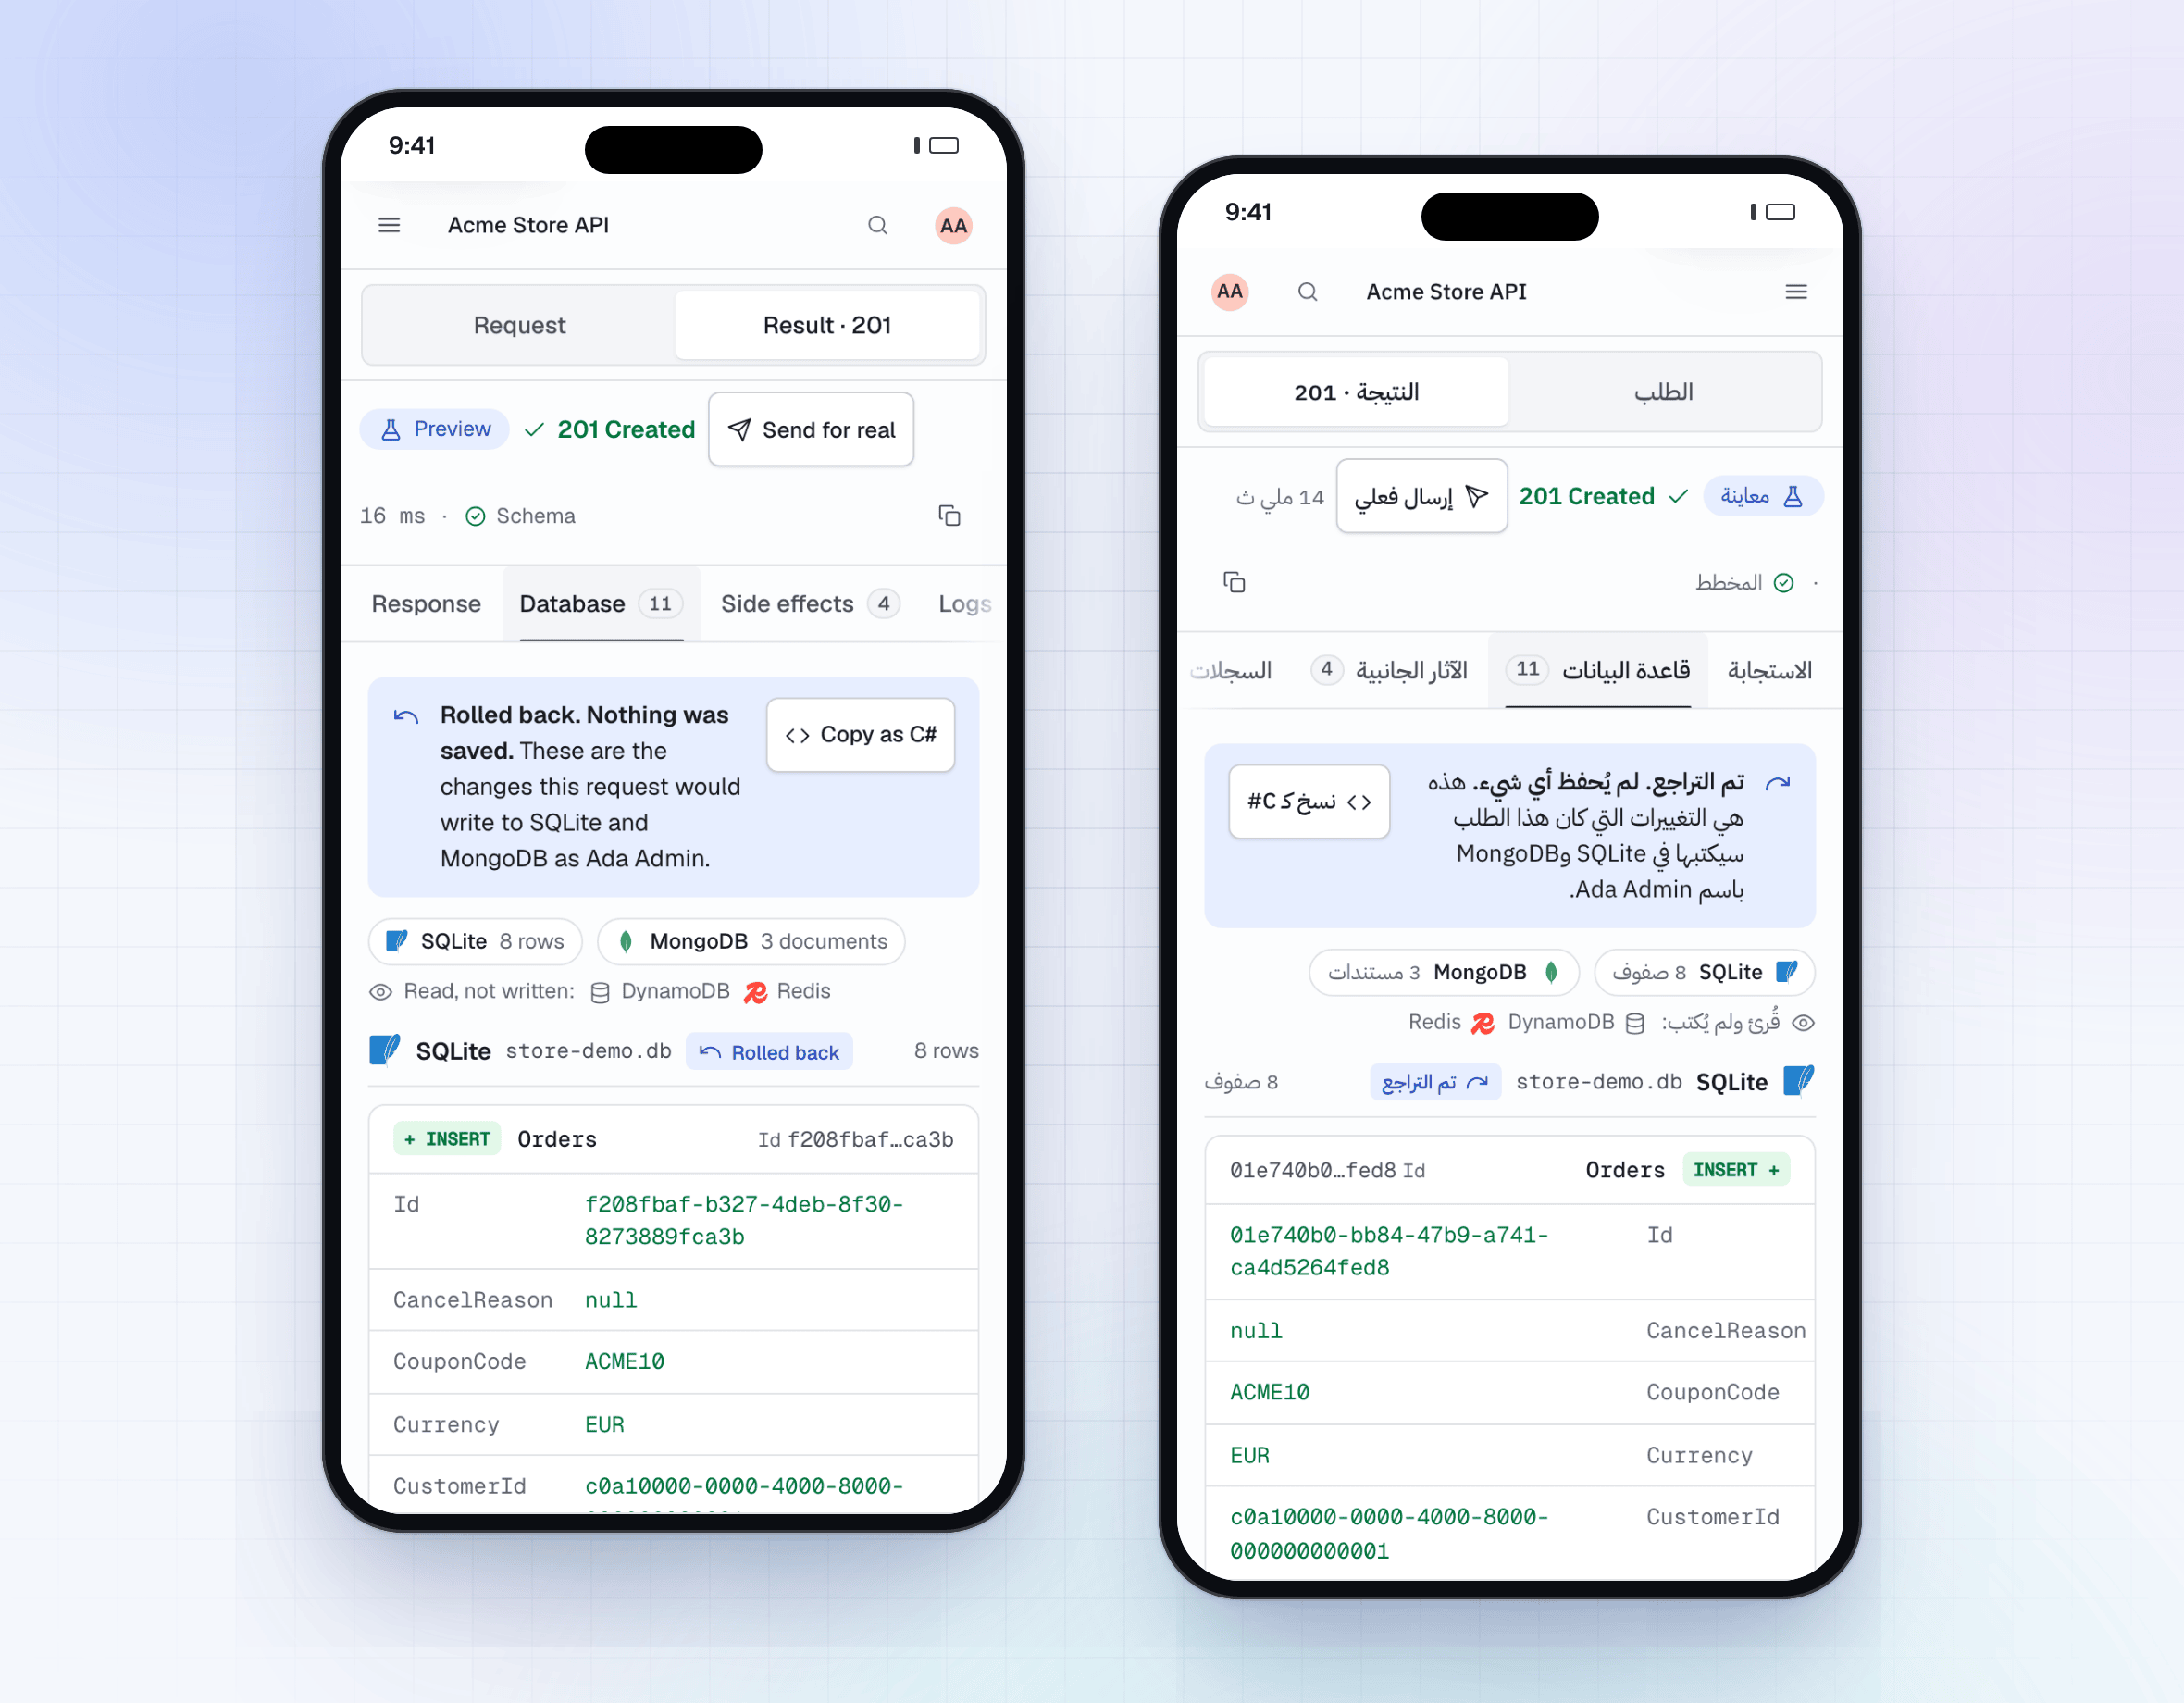 9:41
Acme Store API
AA
Request
Result · 201
Preview
201 Created
Send for real
16 ms · Schema
Response
Database 11
Side effects 4
Logs
Rolled back. Nothing was
saved. These are the
changes this request would
write to SQLite and
MongoDB as Ada Admin.
Copy as C#
SQLite 8 rows
MongoDB 3 documents
Read, not written: DynamoDB Redis
SQLite store-demo.db Rolled back 8 rows
+ INSERT Orders Id f208fbaf…ca3b
Id f208fbaf-b327-4deb-8f30-
8273889fca3b
CancelReason null
CouponCode ACME10
Currency EUR
CustomerId c0a10000-0000-4000-8000-
9:41
Acme Store API
AA
الطلب
النتيجة · 201
معاينة
201 Created
إرسال فعلي
14 ملي ث
· المخطط
الاستجابة
قاعدة البيانات 11
الآثار الجانبية 4
السجلات
تم التراجع. لم يُحفظ أي شيء. هذه
هي التغييرات التي كان هذا الطلب
سيكتبها في SQLite وMongoDB
باسم Ada Admin.
نسخ كـ C#
SQLite 8 صفوف
MongoDB 3 مستندات
قُرئ ولم يُكتب: DynamoDB Redis
SQLite store-demo.db تم التراجع 8 صفوف
+ INSERT Orders Id 01e740b0…fed8
Id 01e740b0-bb84-47b9-a741-
ca4d5264fed8
CancelReason null
CouponCode ACME10
Currency EUR
CustomerId c0a10000-0000-4000-8000-
000000000001